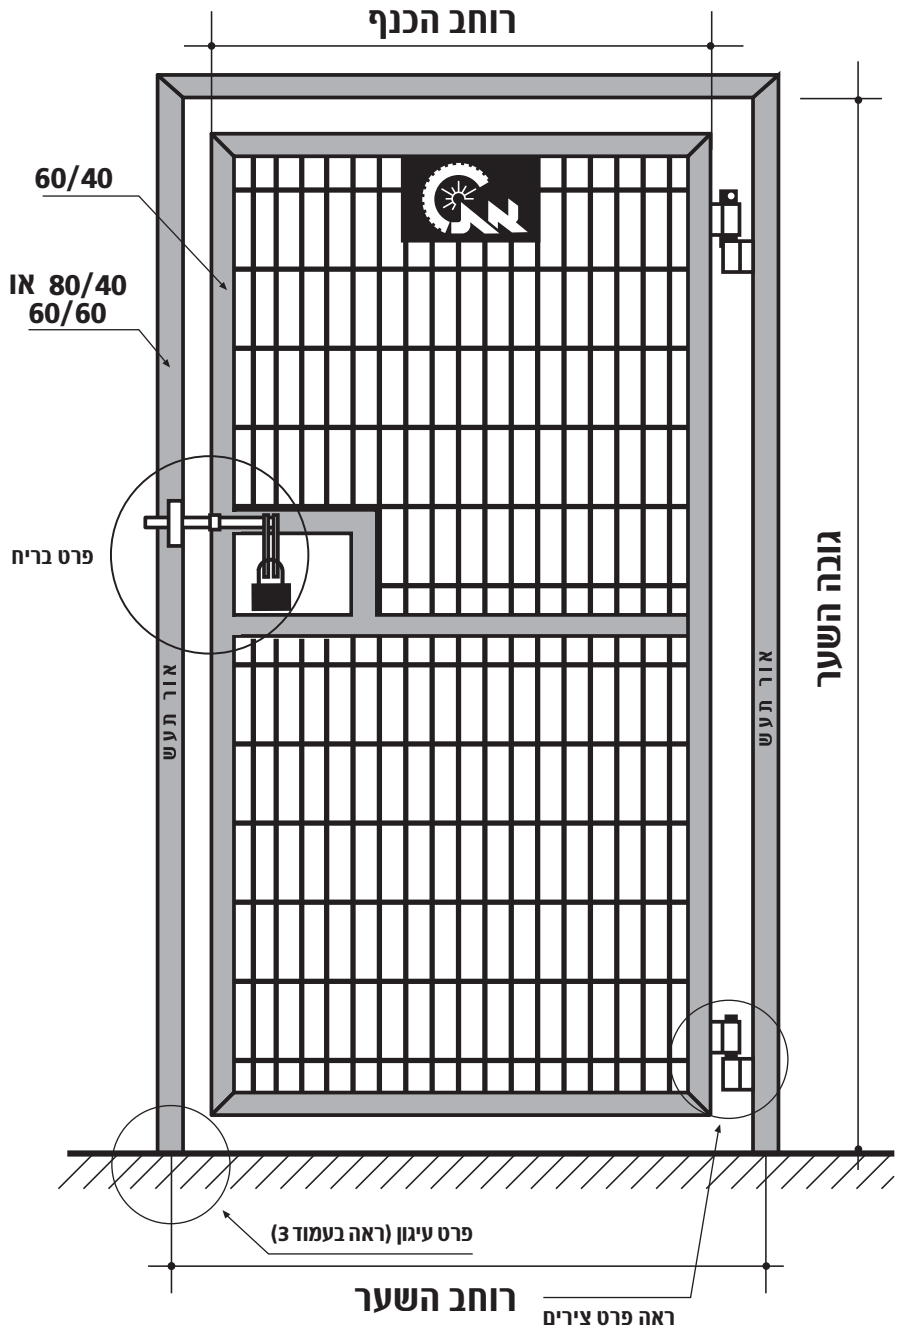 רוחב הכנף
60/40
80/40 או
60/60
פרט בריח
גובה השער
אור תעש
אור תעש
פרט עיגון (ראה בעמוד 3)
רוחב השער
ראה פרט צירים